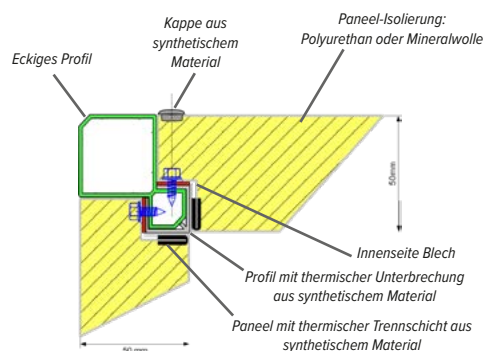 Paneel-Isolierung:
Polyurethan oder Mineralwolle
Kappe aus
synthetischem
Material
Eckiges Profil
50mm
Innenseite Blech
Profil mit thermischer Unterbrechung
aus synthetischem Material
Paneel mit thermischer Trennschicht aus
synthetischem Material